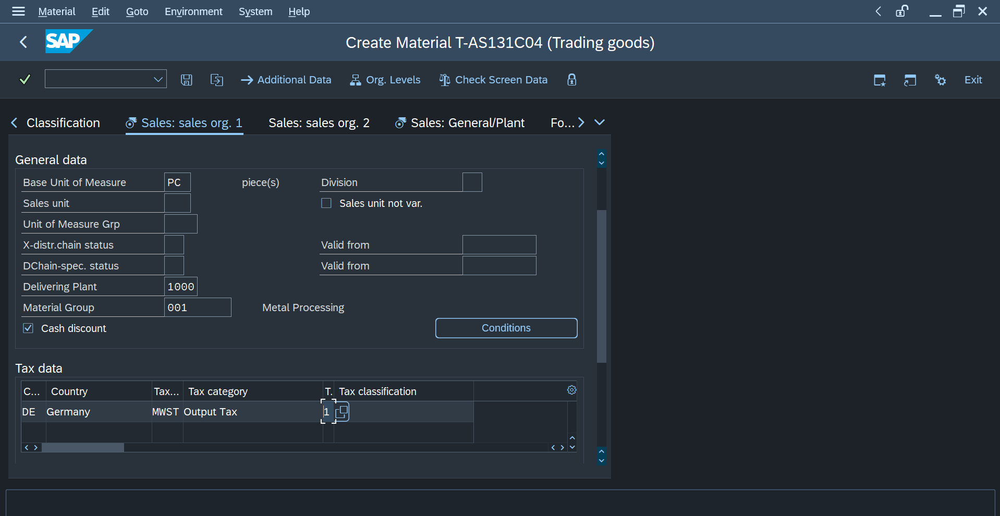 Material Edit Goto Environment System Help
SAP Create Material T-AS131C04 (Trading goods)
Additional Data Org. Levels Check Screen Data Exit
Classification Sales: sales org. 1 Sales: sales org. 2 Sales: General/Plant Fo...
General data
Base Unit of Measure PC piece(s) Division
Sales unit Sales unit not var.
Unit of Measure Grp
X-distr.chain status Valid from
DChain-spec. status Valid from
Delivering Plant 1000
Material Group 001 Metal Processing
Cash discount Conditions
Tax data
C... Country Tax... Tax category T. Tax classification
DE Germany MWST Output Tax 1